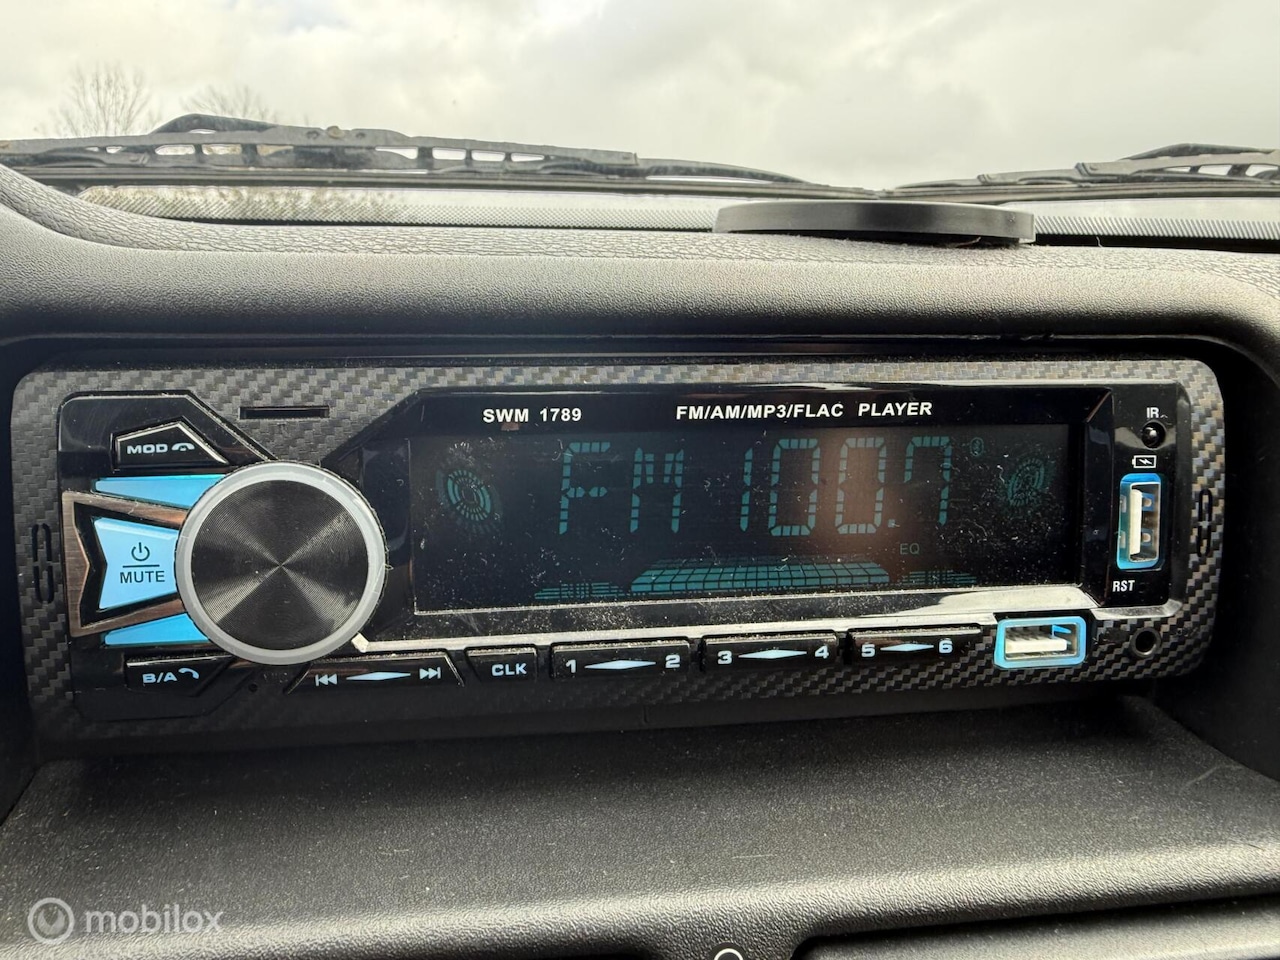 SWM 1789 FM/AM/MP3/FLAC PLAYER
IR
MOD
FM 100.7
EQ
MUTE
RST
B/A
CLK
1 2
3 4
5 6
mobilox